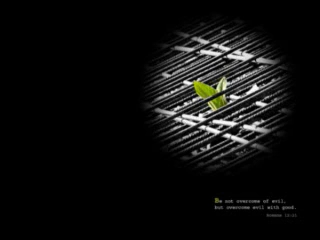 Be not overcome of evil,
but overcome evil with good.
Romans 12:21